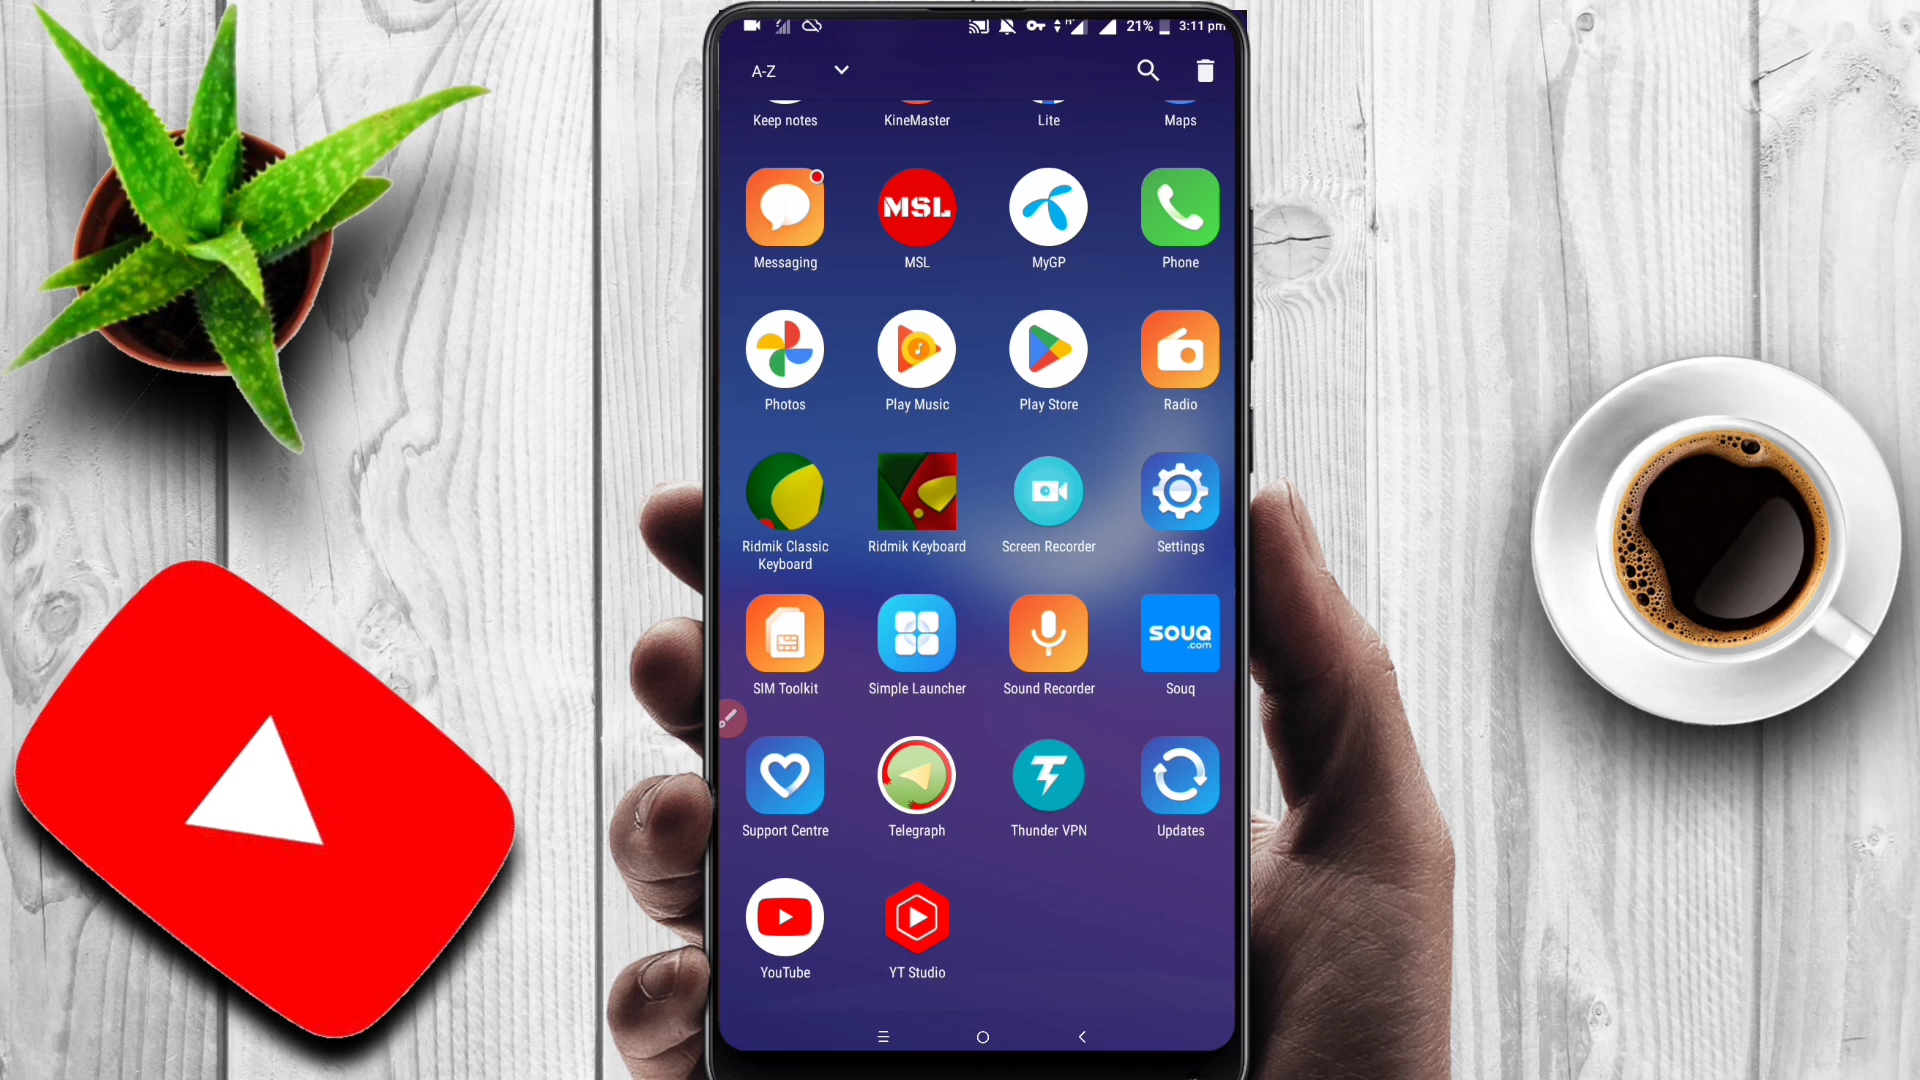 21% 3:11 pm
A-Z
Keep notes KineMaster Lite Maps
MSL
Messaging MSL MyGP Phone
Photos Play Music Play Store Radio
Ridmik Classic Keyboard Ridmik Keyboard Screen Recorder Settings
SOUQ
.com
SIM Toolkit Simple Launcher Sound Recorder Souq
Support Centre Telegraph Thunder VPN Updates
YouTube YT Studio